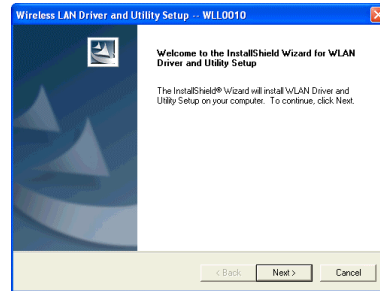 Wireless LAN Driver and Utility Setup -- WLL0010
Welcome to the InstallShield Wizard for WLAN
Driver and Utility Setup
The InstallShield® Wizard will install WLAN Driver and
Utility Setup on your computer. To continue, click Next.
< Back
Next >
Cancel